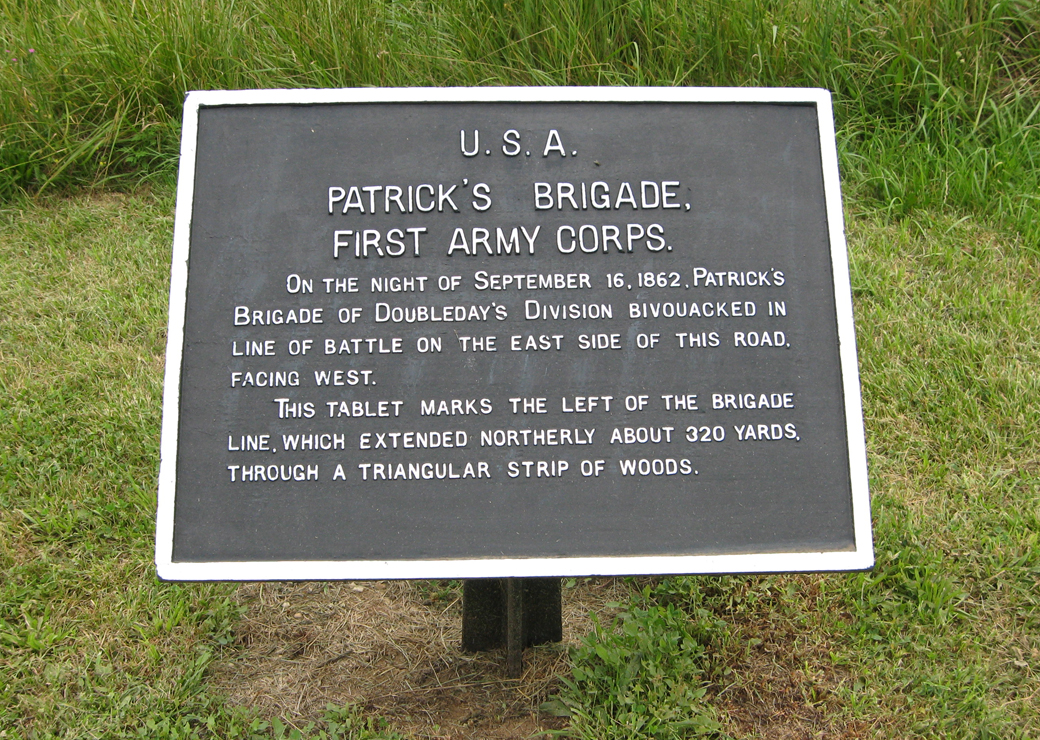 U. S. A.
PATRICK'S BRIGADE,
FIRST ARMY CORPS.
ON THE NIGHT OF SEPTEMBER 16, 1862, PATRICK'S
BRIGADE OF DOUBLEDAY'S DIVISION BIVOUACKED IN
LINE OF BATTLE ON THE EAST SIDE OF THIS ROAD,
FACING WEST.
THIS TABLET MARKS THE LEFT OF THE BRIGADE
LINE, WHICH EXTENDED NORTHERLY ABOUT 320 YARDS,
THROUGH A TRIANGULAR STRIP OF WOODS.